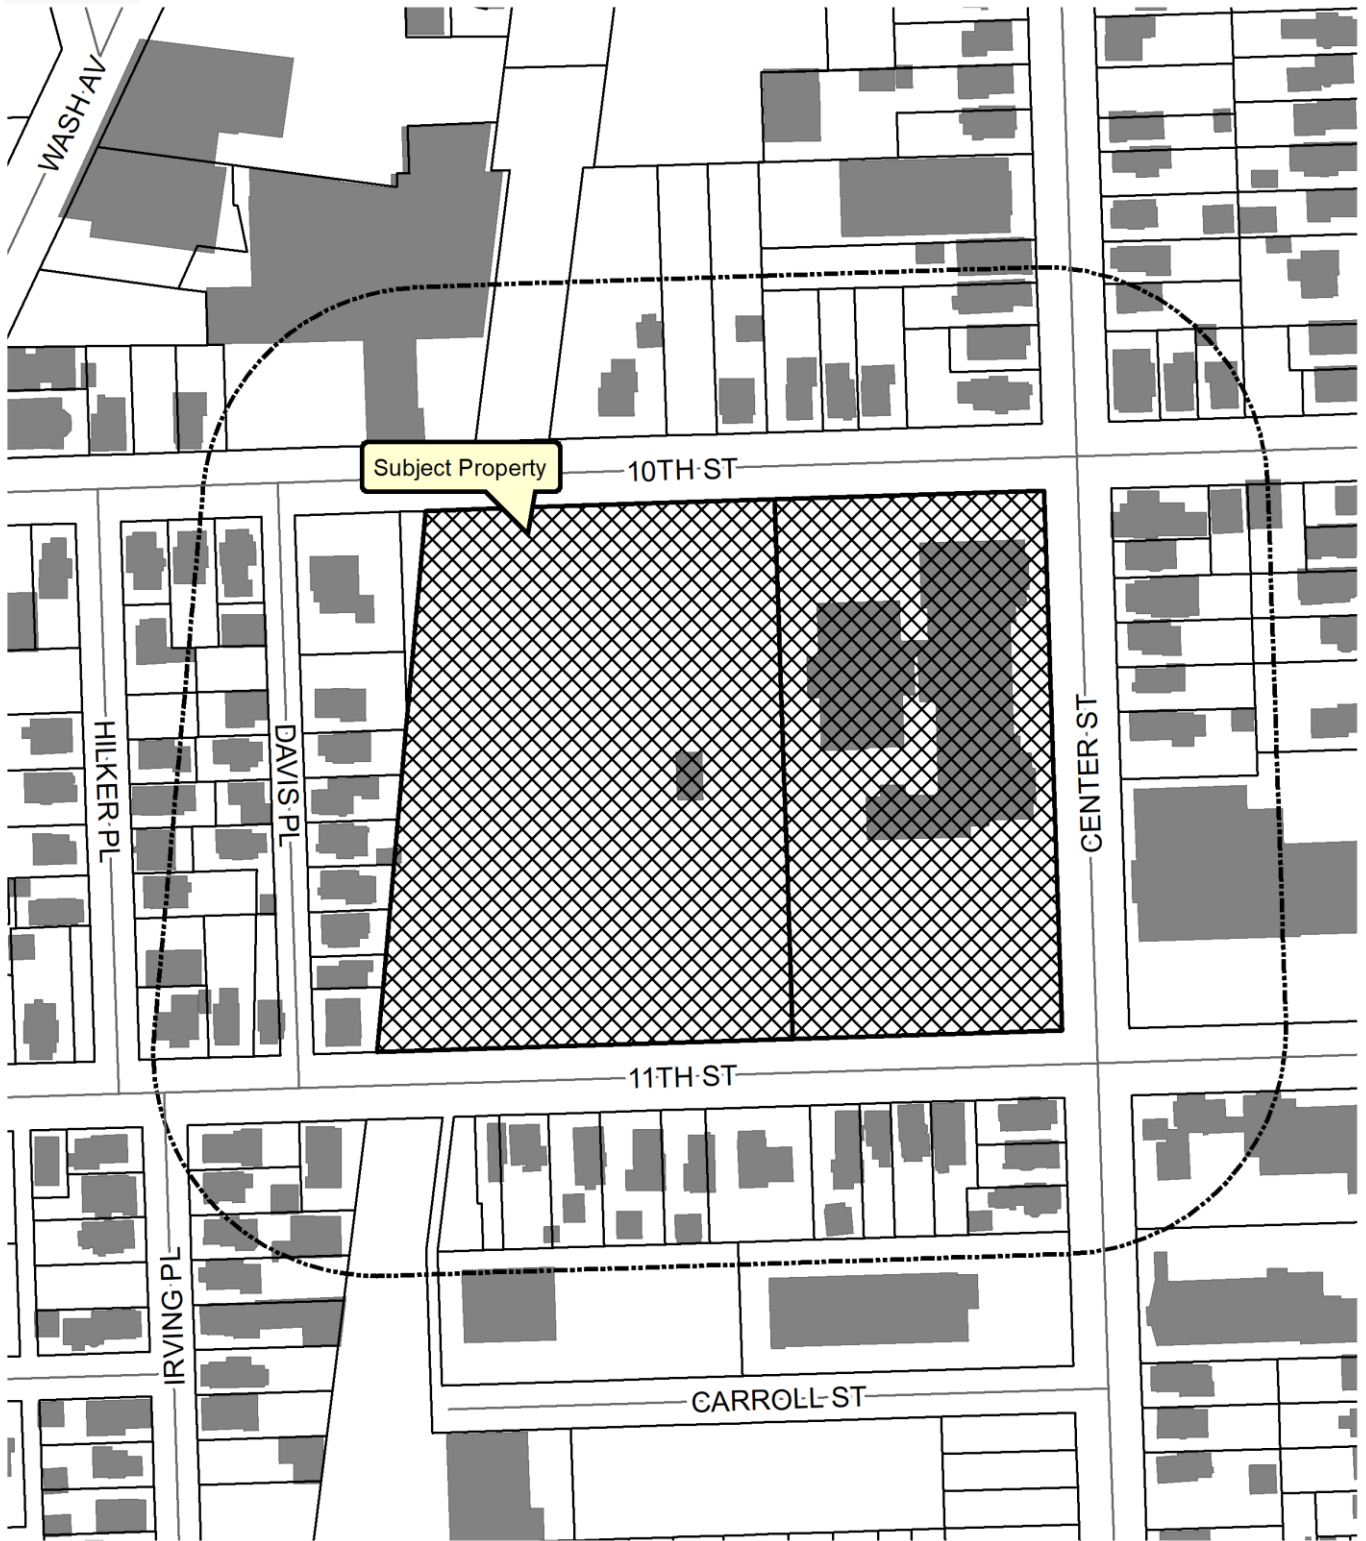 WASH AV
Subject Property
10TH ST
HILKER PL
DAVIS PL
CENTER ST
11TH ST
IRVING PL
CARROLL ST